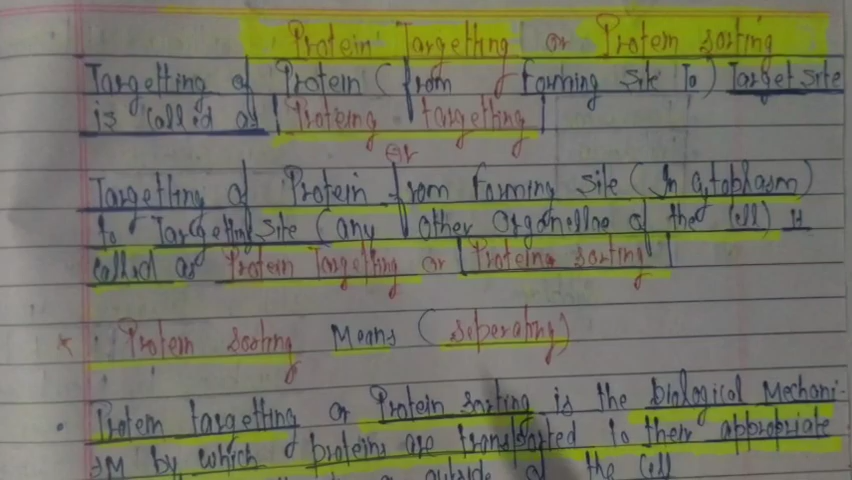 Protein Targetting or Protein sorting
Targetting of Protein (from forming site to) Target site
is called as Proteing targetting
or
Targetting of Protein from forming site (In cytoplasm)
to Targeting site (any other organelle of the cell) is
called as Protein Targetting or Proteing sorting
* Protein sorting Means (seperating)
• Protein targetting or Protein sorting is the biological Mechani-
sm by which proteins are transported to their appropriate
outside of the cell